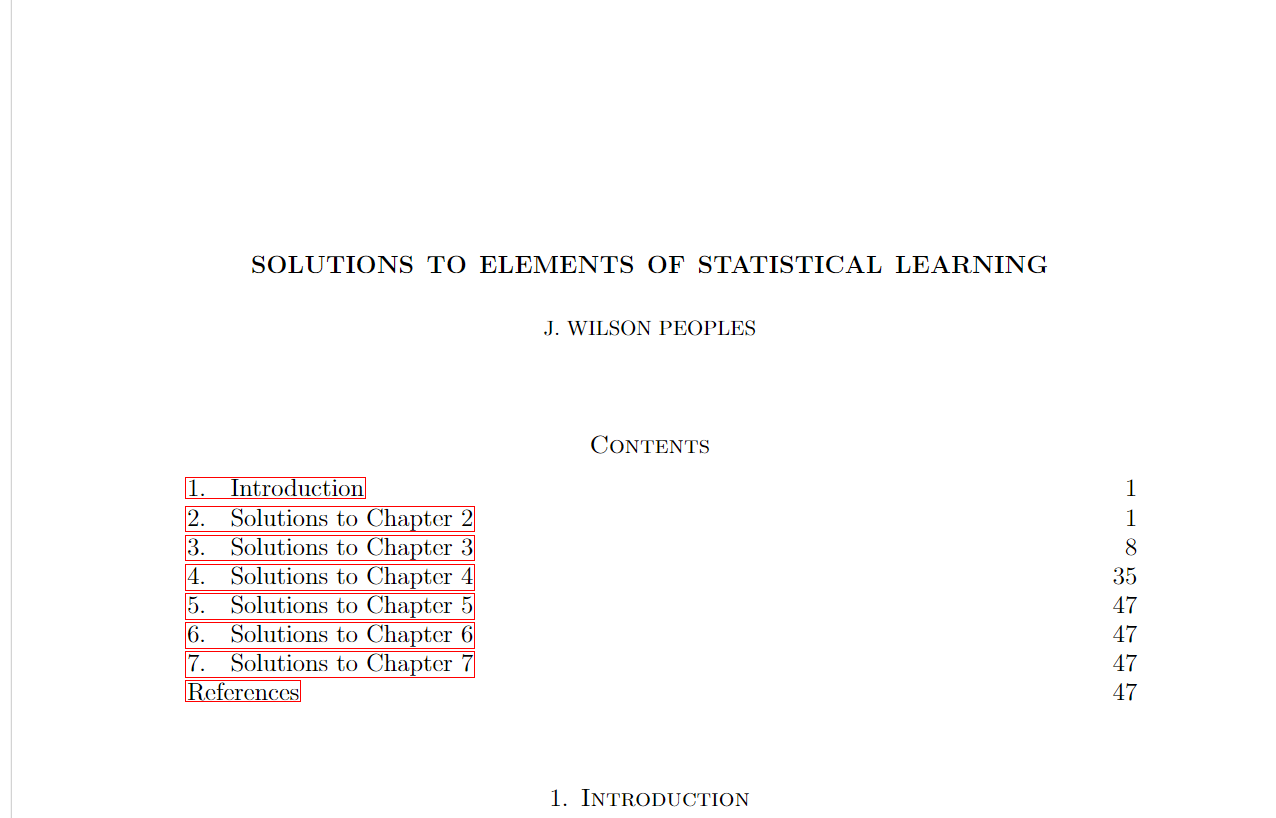 SOLUTIONS TO ELEMENTS OF STATISTICAL LEARNING
J. WILSON PEOPLES
CONTENTS
1. Introduction 1
2. Solutions to Chapter 2 1
3. Solutions to Chapter 3 8
4. Solutions to Chapter 4 35
5. Solutions to Chapter 5 47
6. Solutions to Chapter 6 47
7. Solutions to Chapter 7 47
References 47
1. INTRODUCTION